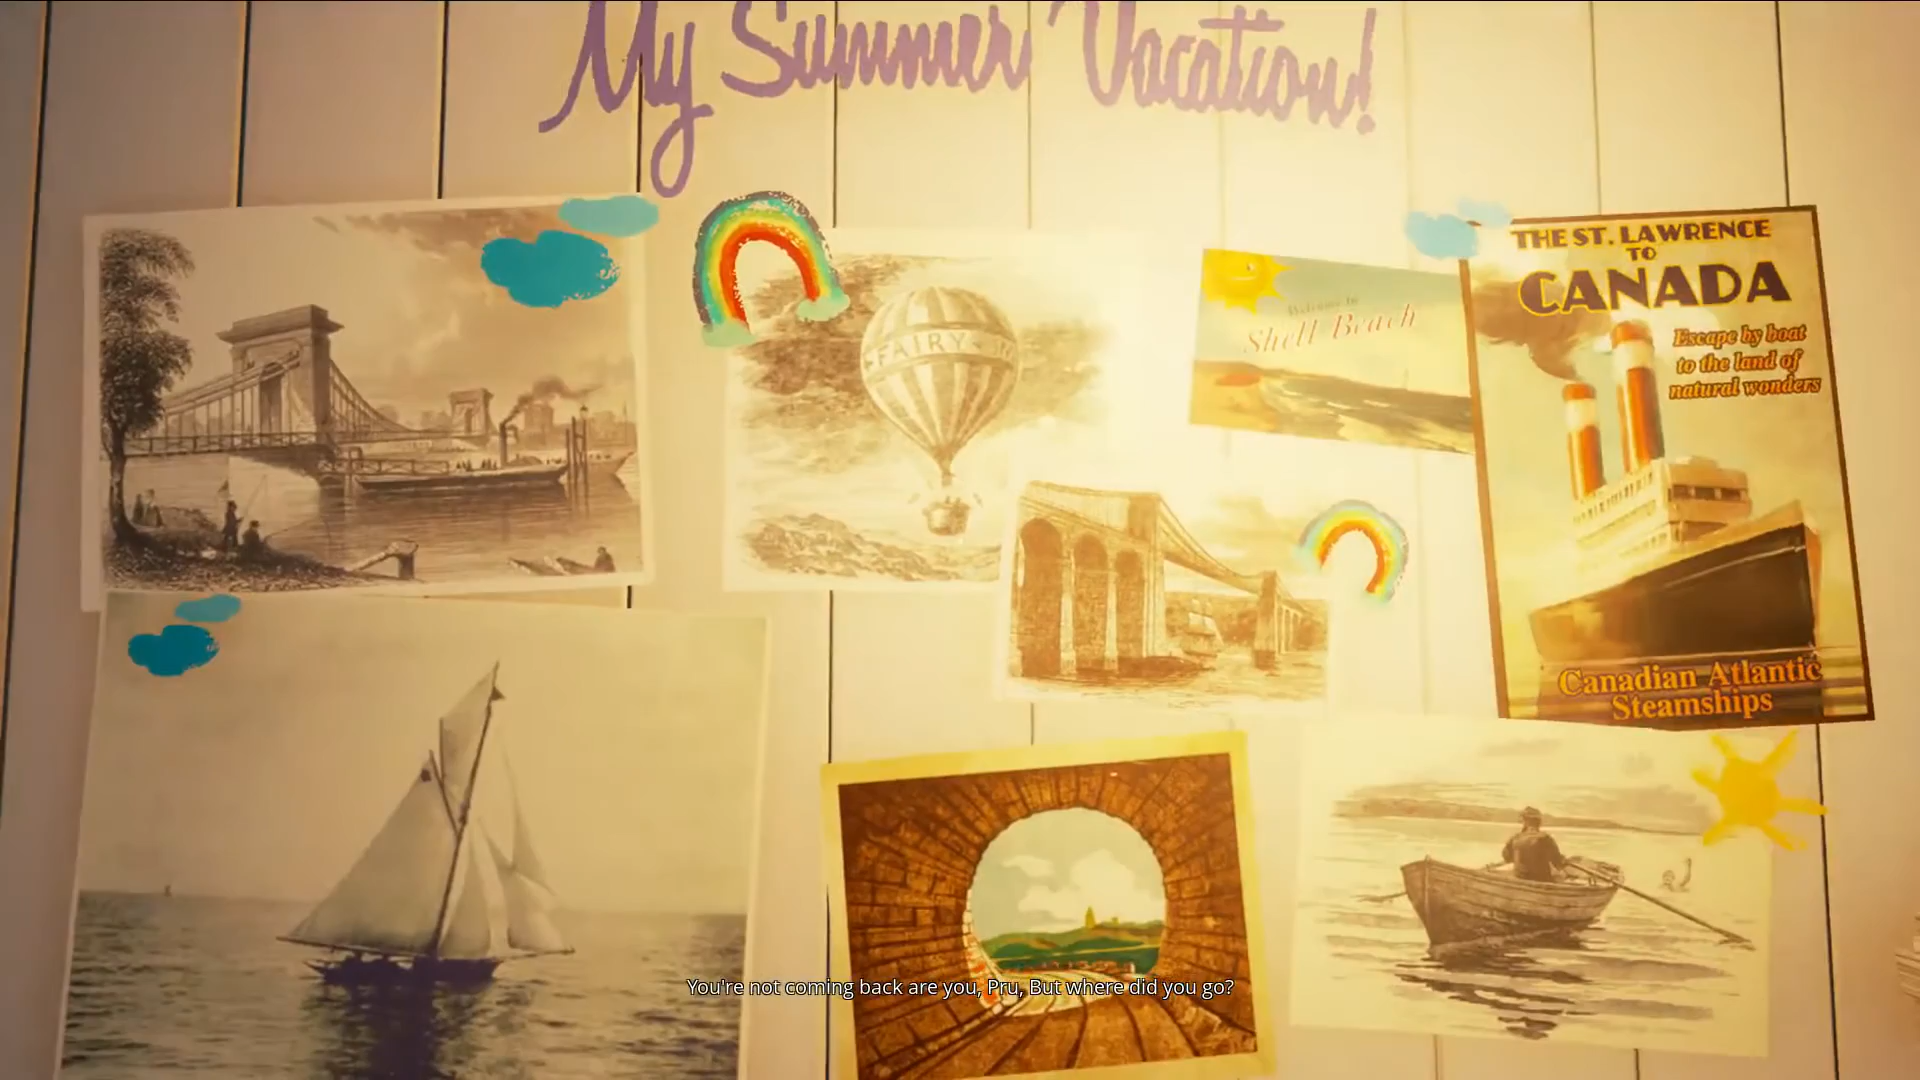 My Summer Vacation!
FAIRY
Welcome to
Shell Beach
THE ST. LAWRENCE
TO
CANADA
Escape by boat
to the land of
natural wonders
Canadian Atlantic
Steamships
You're not coming back are you, Pru, But where did you go?